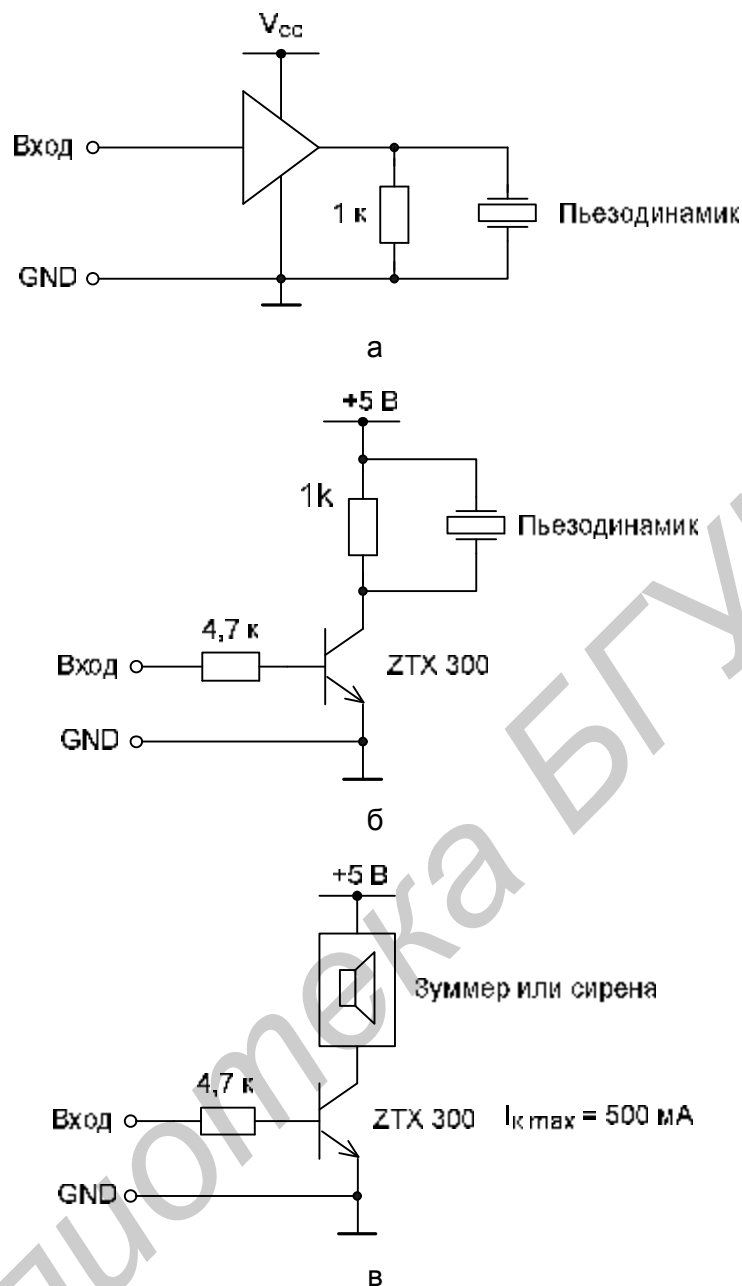 Vcc
Вход
1 к
Пьезодинамик
GND
а
+5 В
1k
Пьезодинамик
4,7 к
Вход
ZTX 300
GND
б
+5 В
Зуммер или сирена
4,7 к
Вход
ZTX 300 Iк max = 500 мА
GND
в